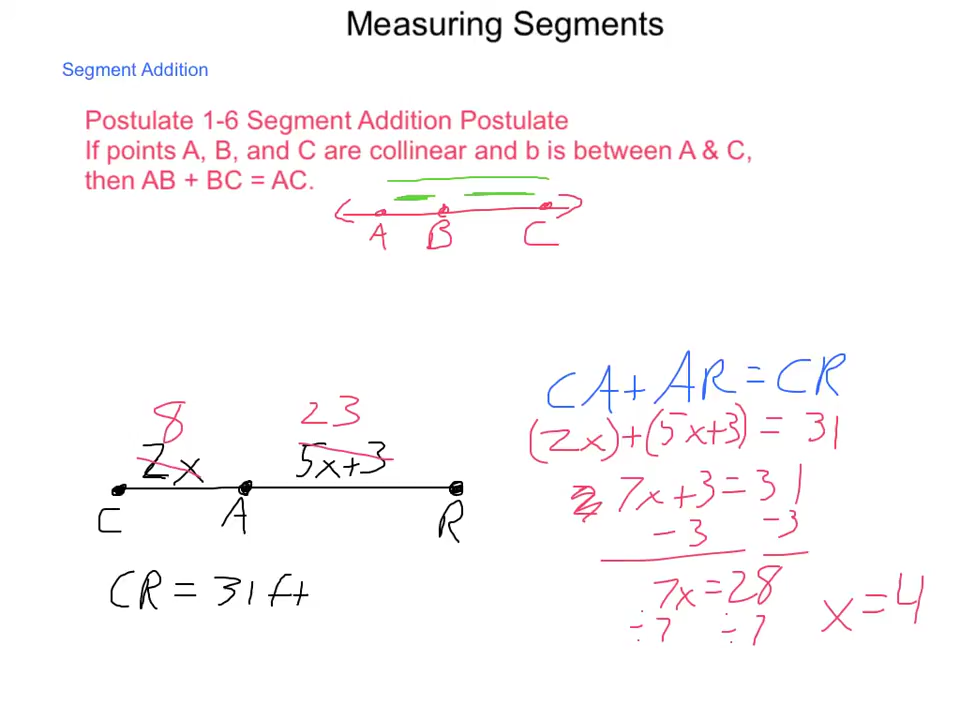 Measuring Segments
Segment Addition
Postulate 1-6 Segment Addition Postulate
If points A, B, and C are collinear and b is between A & C,
then AB + BC = AC.
A B C
8 23
2x 5x+3
C A R
CR = 31 ft
CA + AR = CR
(2x)+(5x+3) = 31
7x+3=31
-3 -3
7x=28
÷7 ÷7
x=4